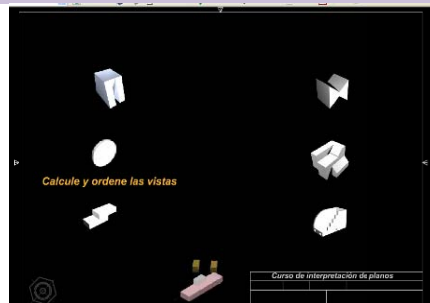 Calcule y ordene las vistas
Curso de interpretación de planos